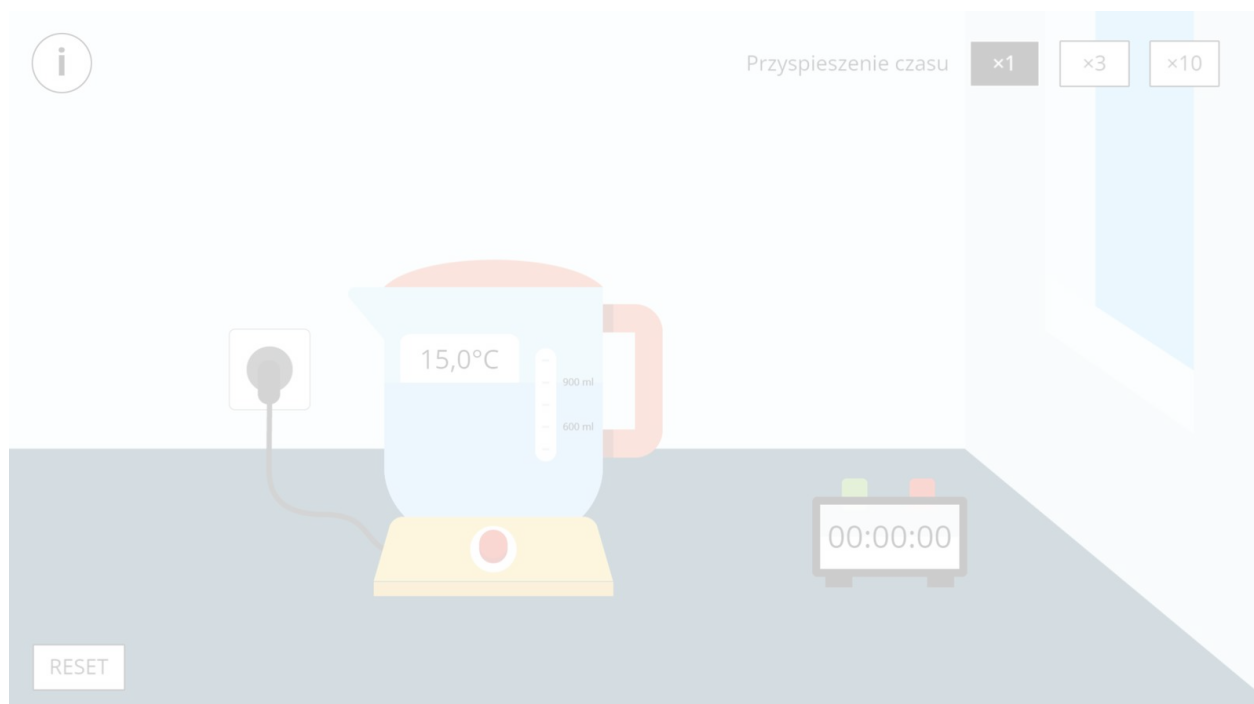 i
Przyspieszenie czasu ×1 ×3 ×10
15,0°C
900 ml
600 ml
00:00:00
RESET